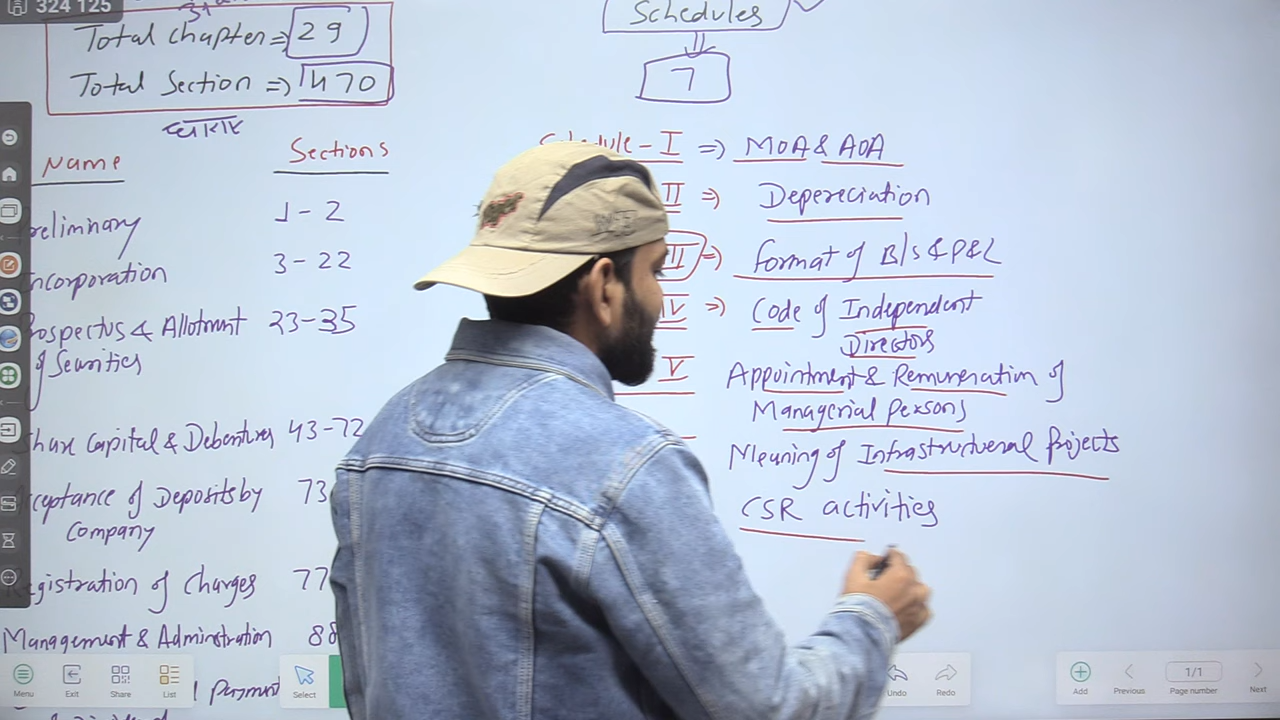 324 125
Total chapter=> 29
Total Section => 470
Name Sections
reliminary 1-2
ncorporation 3-22
rospectus & Allotment 23-35
of Securities
hare Capital & Debentures 43-72
cceptance of Deposits by 73
Company
egistration of Charges 77
Management & Adminstration 88
payment
Schedules
7
Schedule - I => MOA & AOA
II => Depereciation
II => Format of B/S & P&L
IV => Code of Independent
Directors
V Appointment & Remuneration of
Managerial Persons
Meaning of Infrastructural Projects
CSR activities
Menu Exit Share List Select Undo Redo Add Previous 1/1 Page number Next